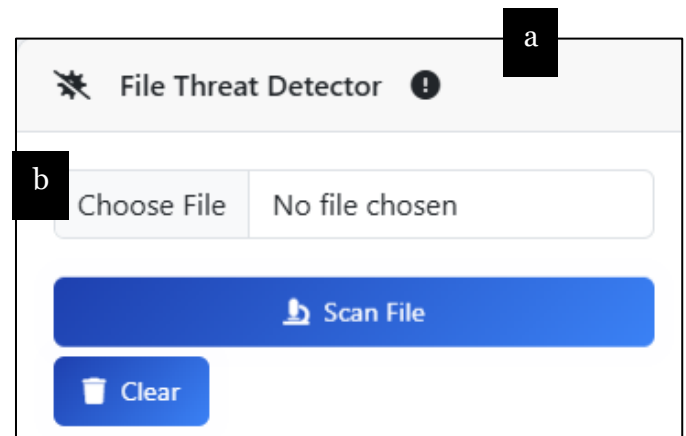 a
File Threat Detector
b
Choose File No file chosen
Scan File
Clear